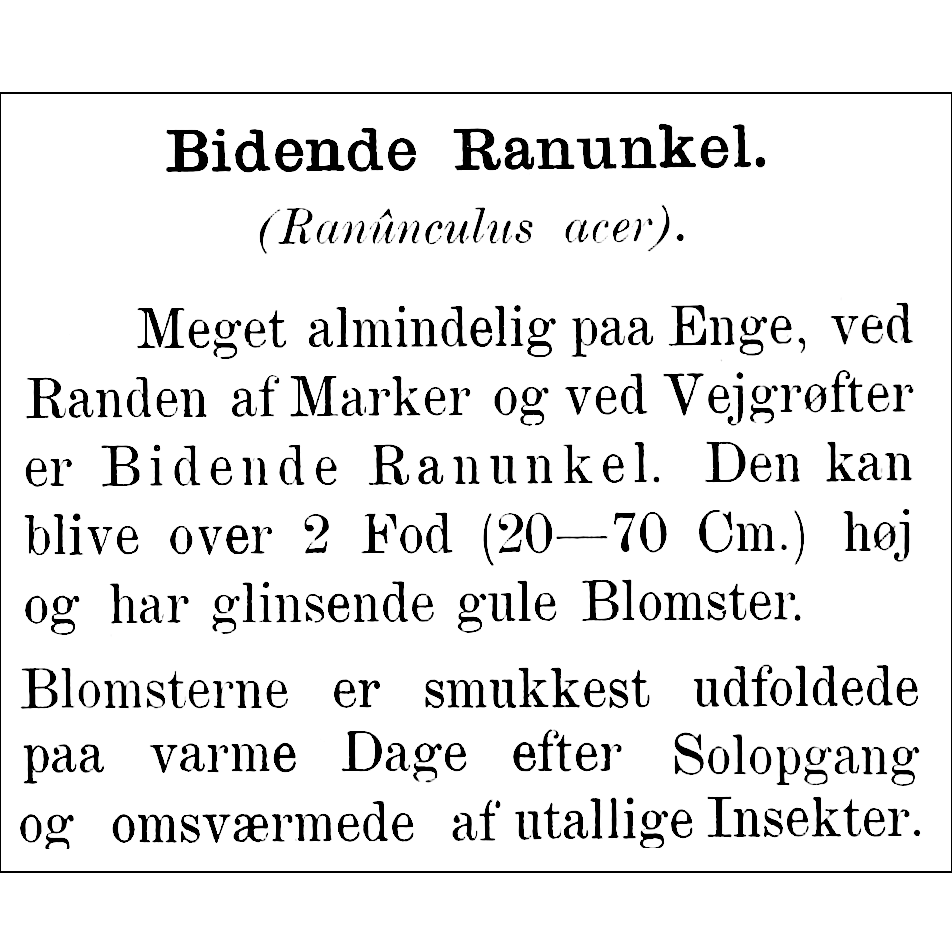 Bidende Ranunkel.
(Ranûnculus acer).
Meget almindelig paa Enge, ved
Randen af Marker og ved Vejgrøfter
er Bidende Ranunkel. Den kan
blive over 2 Fod (20—70 Cm.) høj
og har glinsende gule Blomster.
Blomsterne er smukkest udfoldede
paa varme Dage efter Solopgang
og omsværmede af utallige Insekter.